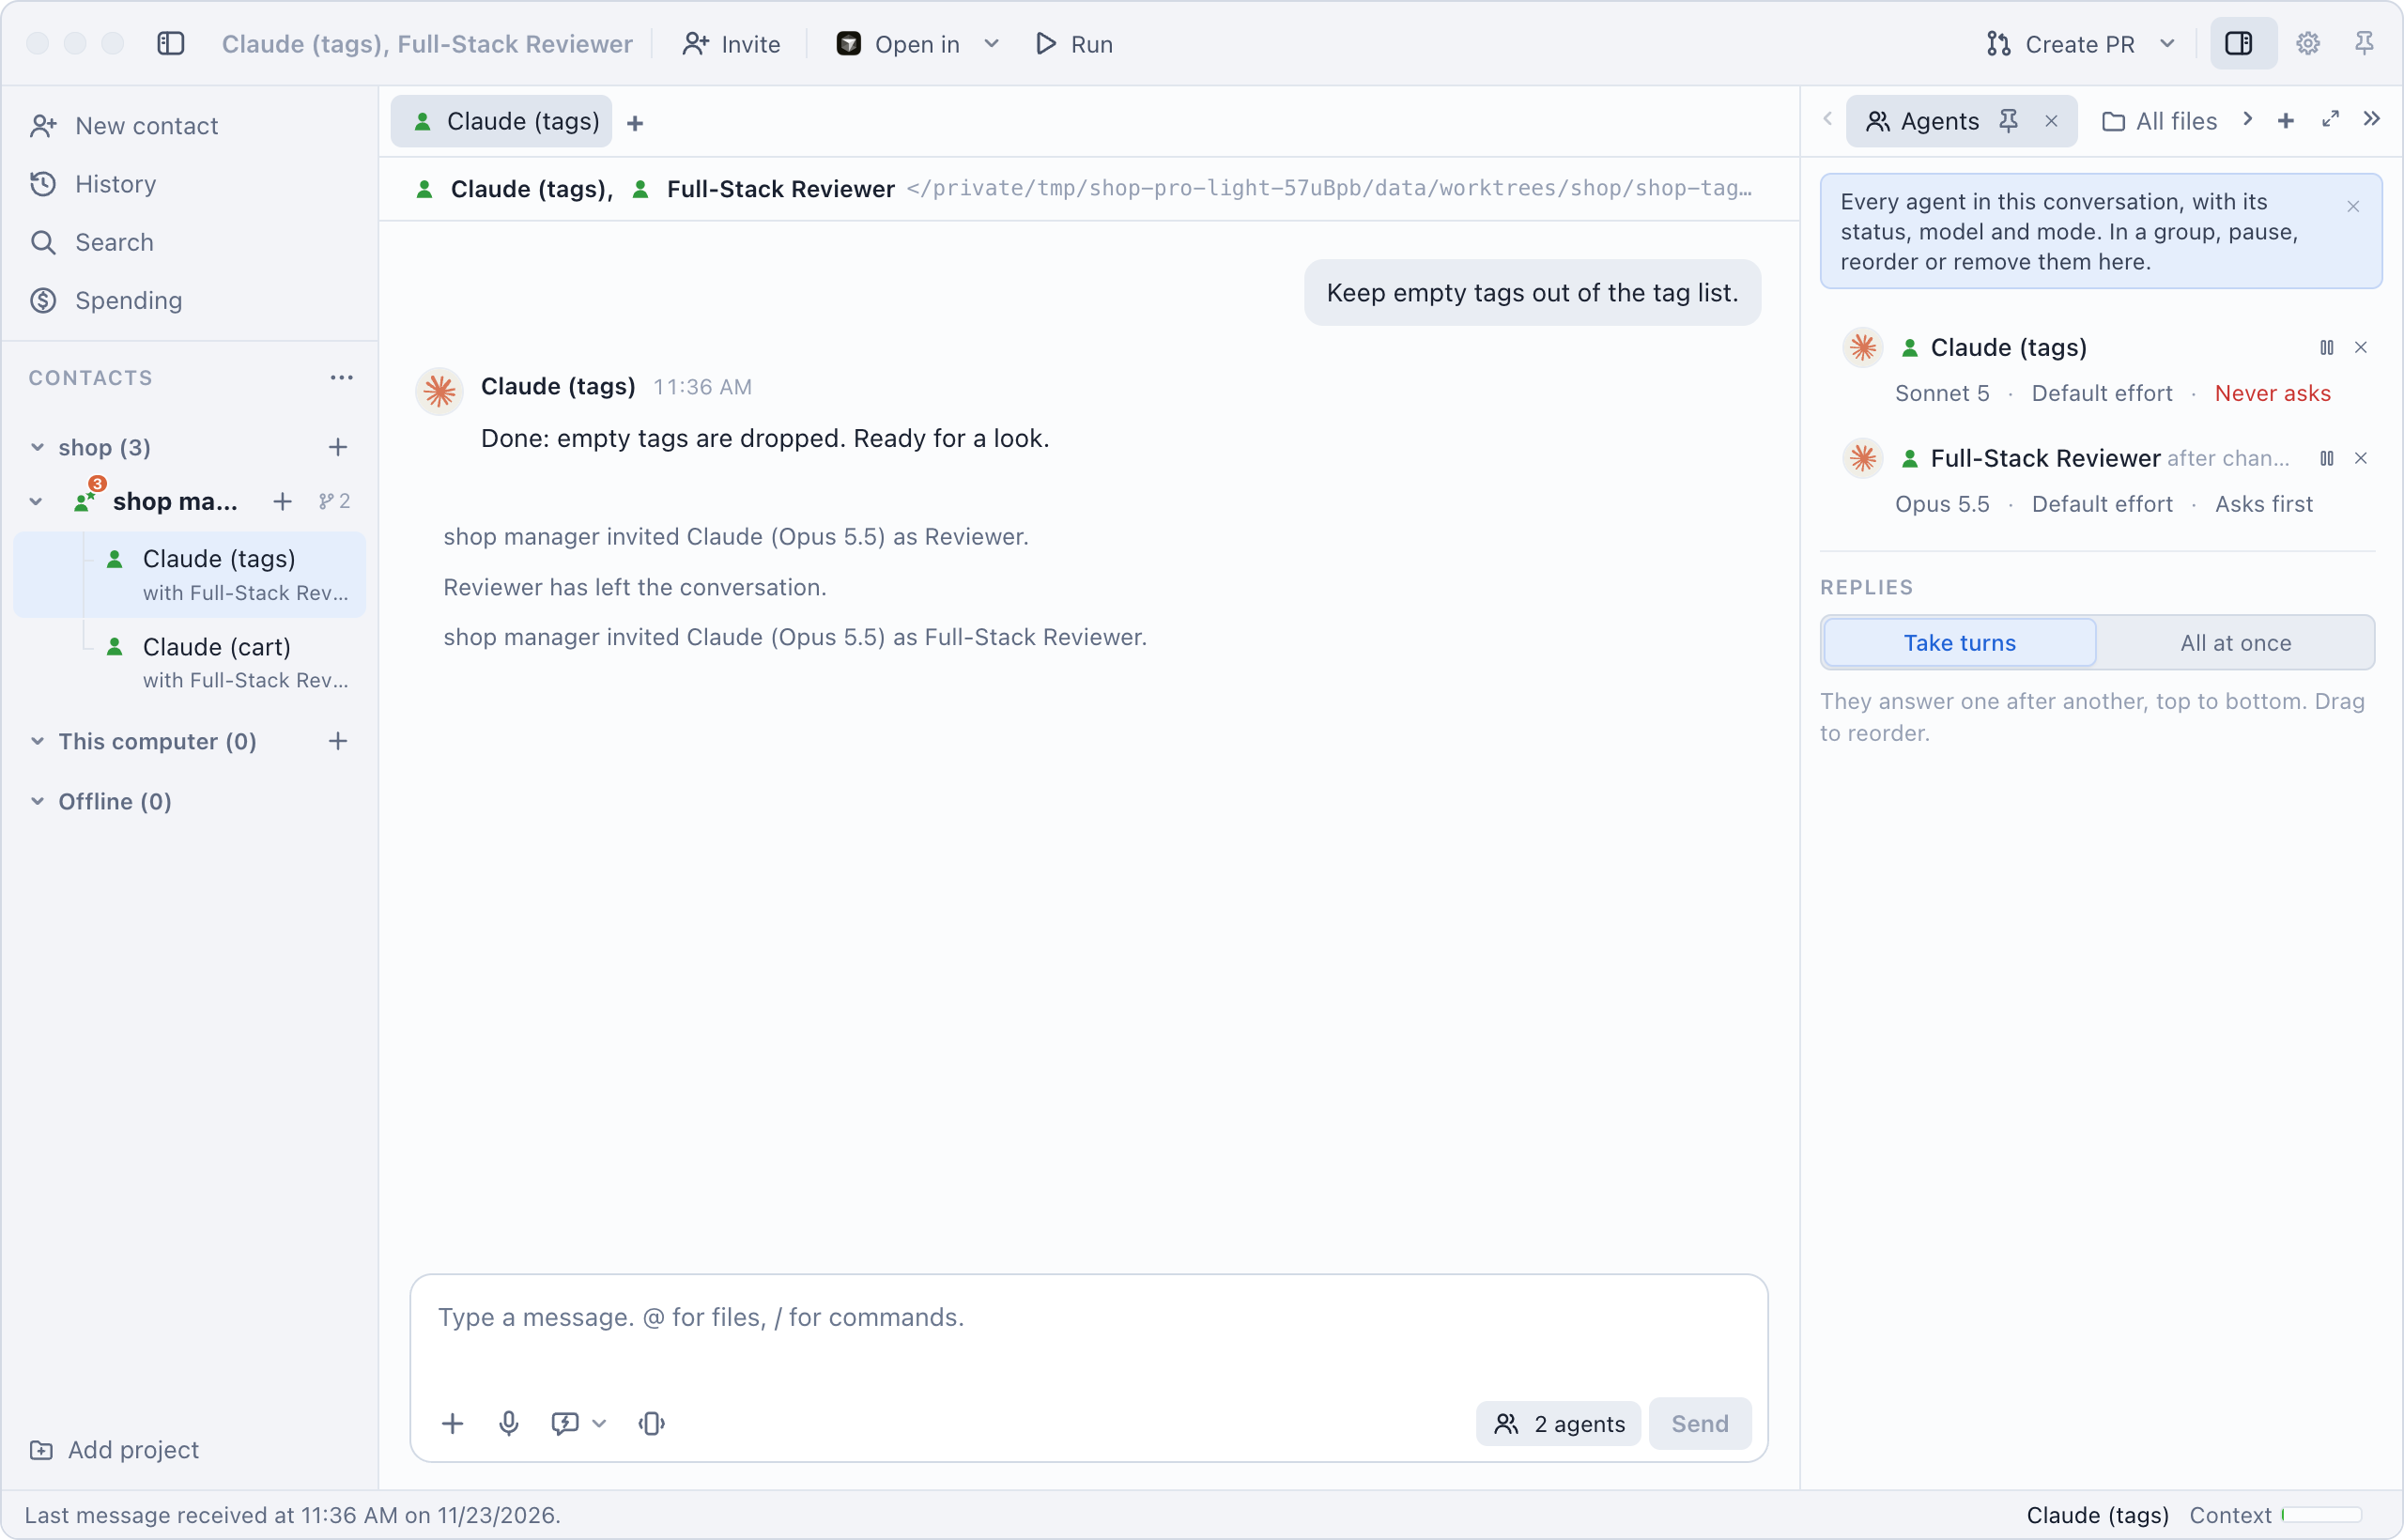 Claude (tags), Full-Stack Reviewer
Invite
Open in
Run
Create PR
New contact
History
Search
Spending
CONTACTS
shop (3)
3
shop ma...
2
Claude (tags)
with Full-Stack Rev...
Claude (cart)
with Full-Stack Rev...
This computer (0)
Offline (0)
Add project
Claude (tags)
Claude (tags), Full-Stack Reviewer </private/tmp/shop-pro-light-57uBpb/data/worktrees/shop/shop-tag…
Keep empty tags out of the tag list.
Claude (tags) 11:36 AM
Done: empty tags are dropped. Ready for a look.
shop manager invited Claude (Opus 5.5) as Reviewer.
Reviewer has left the conversation.
shop manager invited Claude (Opus 5.5) as Full-Stack Reviewer.
Type a message. @ for files, / for commands.
2 agents
Send
Agents
All files
Every agent in this conversation, with its
status, model and mode. In a group, pause,
reorder or remove them here.
Claude (tags)
Sonnet 5 · Default effort · Never asks
Full-Stack Reviewer after chan...
Opus 5.5 · Default effort · Asks first
REPLIES
Take turns
All at once
They answer one after another, top to bottom. Drag
to reorder.
Last message received at 11:36 AM on 11/23/2026.
Claude (tags) Context